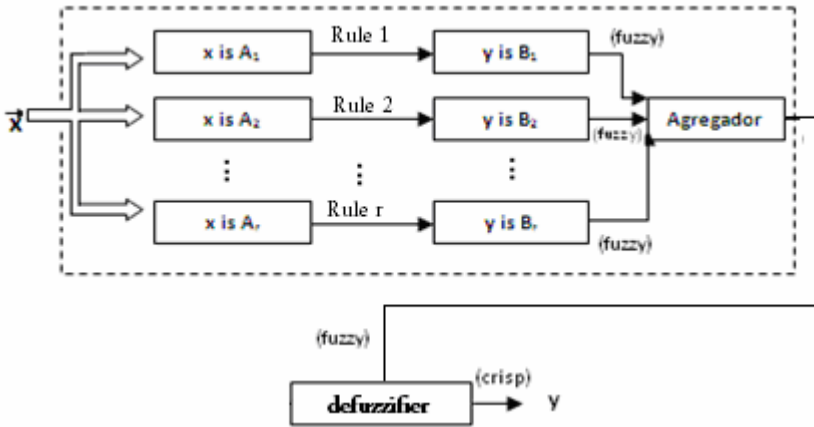 Rule 1
(fuzzy)
x is A₁
y is B₁
x⃗
Rule 2
x is A₂
y is B₂
(fuzzy)
Agregador
⋮ ⋮ ⋮
Rule r
x is Aᵣ
y is Bᵣ
(fuzzy)
(fuzzy)
(crisp)
defuzzifier
y